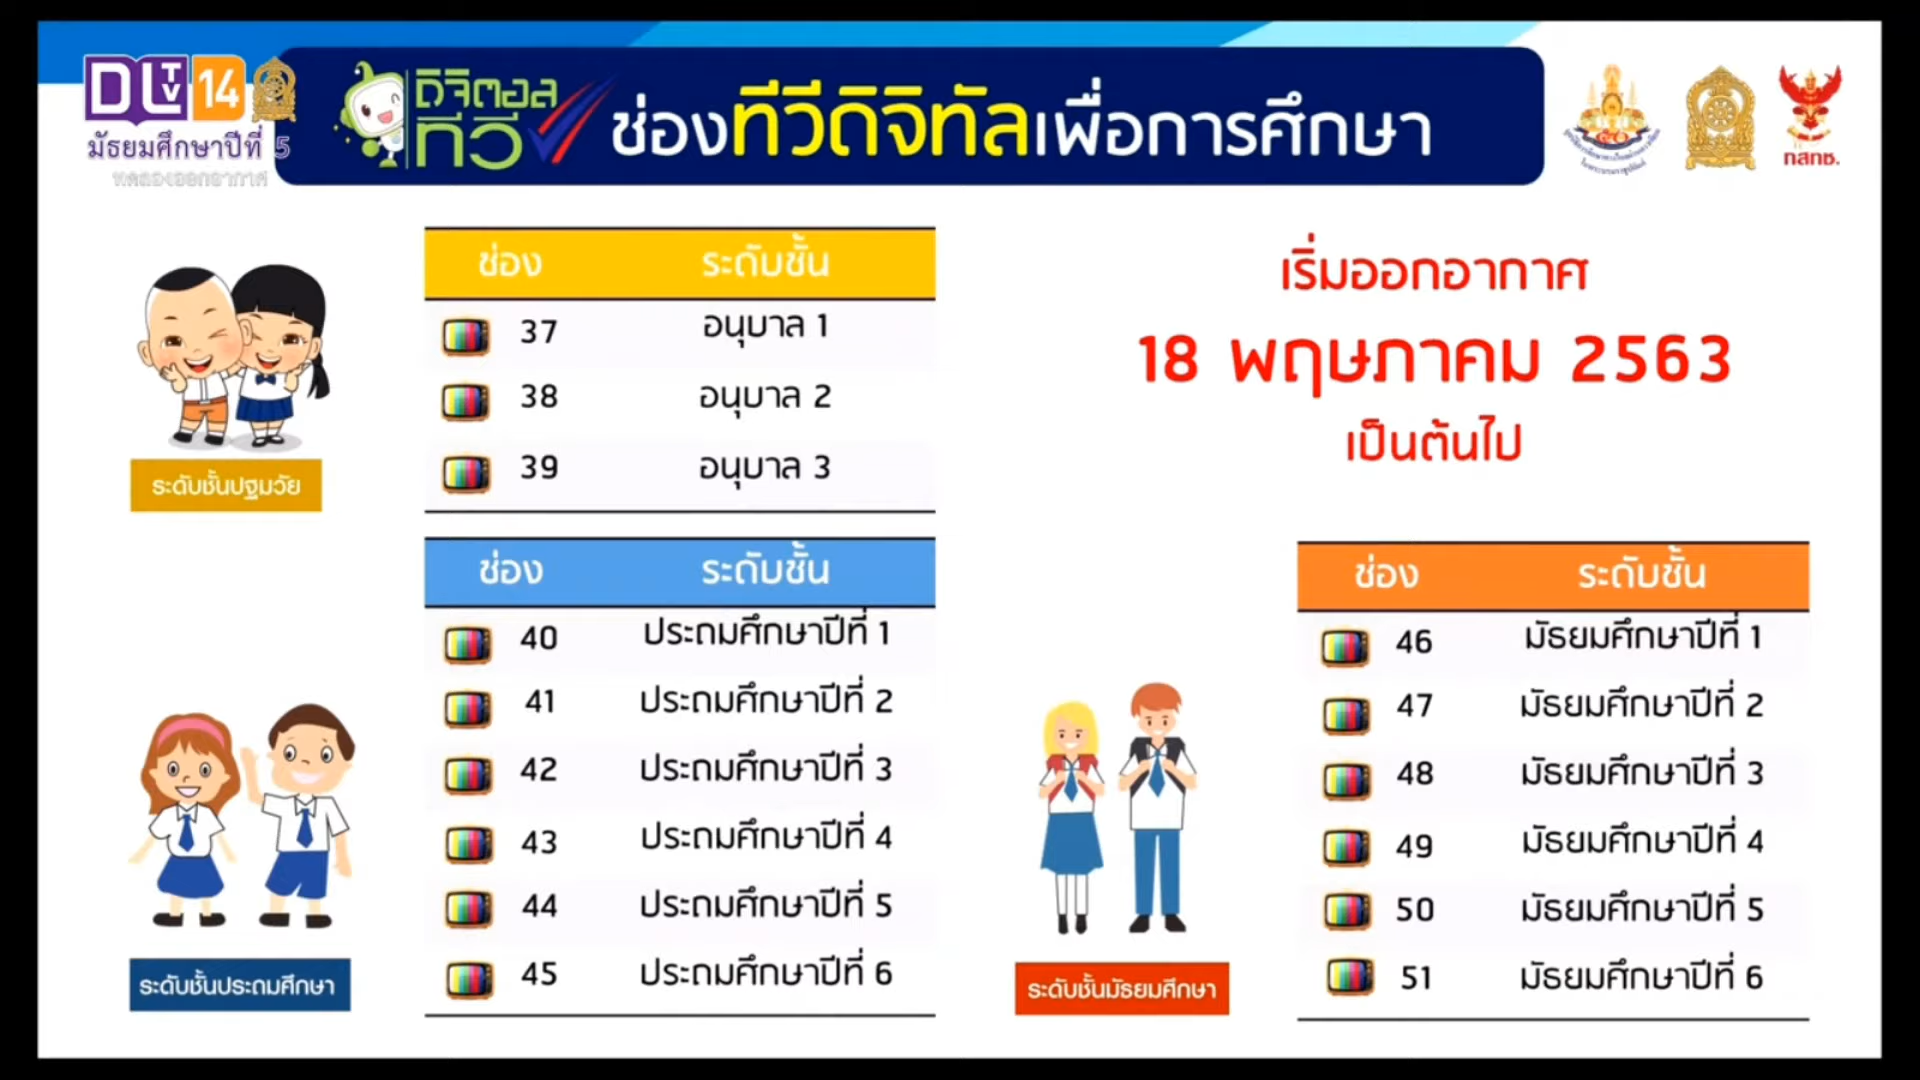 DLTV 14
มัธยมศึกษาปีที่ 5
ทดลองออกอากาศ
ดิจิตอล
ทีวี
ช่องทีวีดิจิทัลเพื่อการศึกษา
กสทช.
เริ่มออกอากาศ
18 พฤษภาคม 2563
เป็นต้นไป
ระดับชั้นปฐมวัย
ช่อง ระดับชั้น
37 อนุบาล 1
38 อนุบาล 2
39 อนุบาล 3
ระดับชั้นประถมศึกษา
ช่อง ระดับชั้น
40 ประถมศึกษาปีที่ 1
41 ประถมศึกษาปีที่ 2
42 ประถมศึกษาปีที่ 3
43 ประถมศึกษาปีที่ 4
44 ประถมศึกษาปีที่ 5
45 ประถมศึกษาปีที่ 6
ระดับชั้นมัธยมศึกษา
ช่อง ระดับชั้น
46 มัธยมศึกษาปีที่ 1
47 มัธยมศึกษาปีที่ 2
48 มัธยมศึกษาปีที่ 3
49 มัธยมศึกษาปีที่ 4
50 มัธยมศึกษาปีที่ 5
51 มัธยมศึกษาปีที่ 6